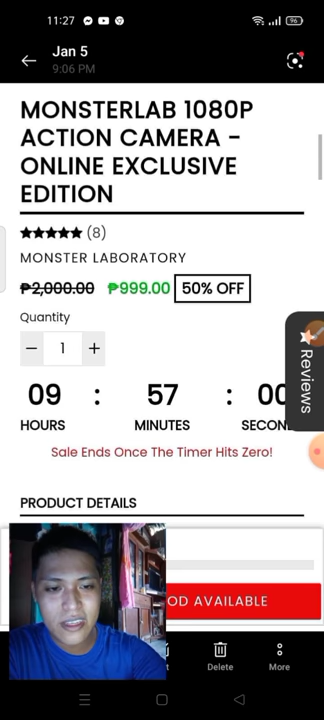 11:27
96
Jan 5
9:06 PM
MONSTERLAB 1080P
ACTION CAMERA -
ONLINE EXCLUSIVE
EDITION
(8)
MONSTER LABORATORY
₱2,000.00 ₱999.00 50% OFF
Quantity
− 1 +
09 : 57 : 00
HOURS MINUTES SECON
Sale Ends Once The Timer Hits Zero!
Reviews
PRODUCT DETAILS
OD AVAILABLE
Delete More